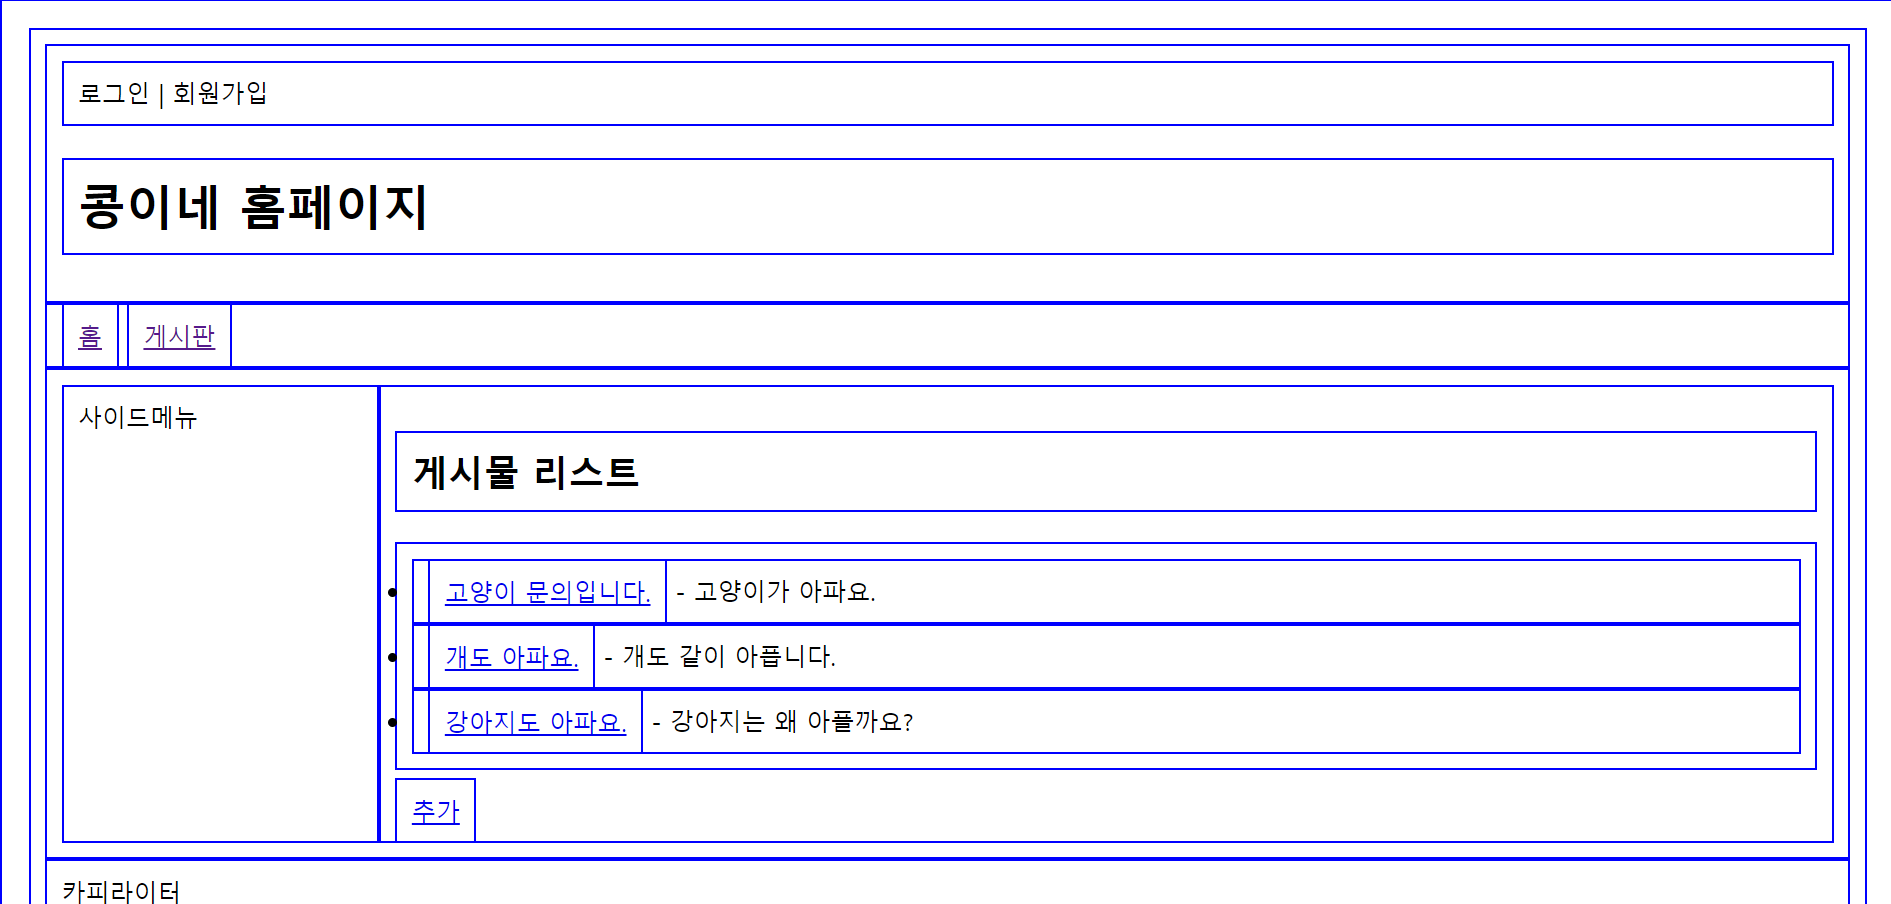 로그인 | 회원가입
콩이네 홈페이지
홈 게시판
사이드메뉴
게시물 리스트
고양이 문의입니다. - 고양이가 아파요.
개도 아파요. - 개도 같이 아픕니다.
강아지도 아파요. - 강아지는 왜 아플까요?
추가
카피라이터